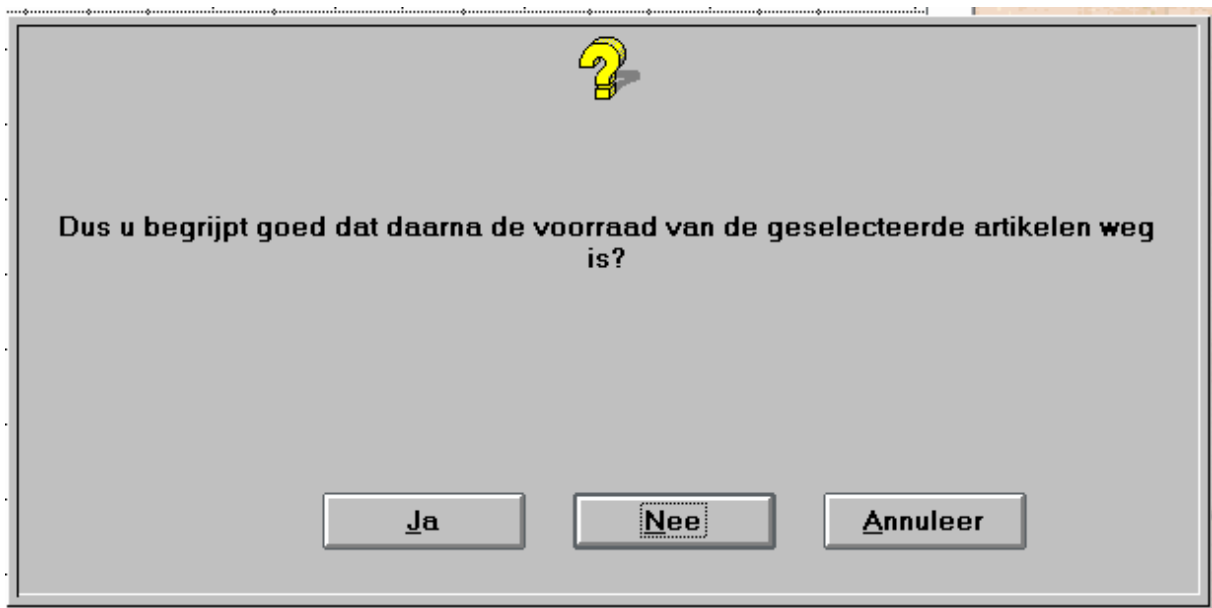 Dus u begrijpt goed dat daarna de voorraad van de geselecteerde artikelen weg
is?
Ja Nee Annuleer